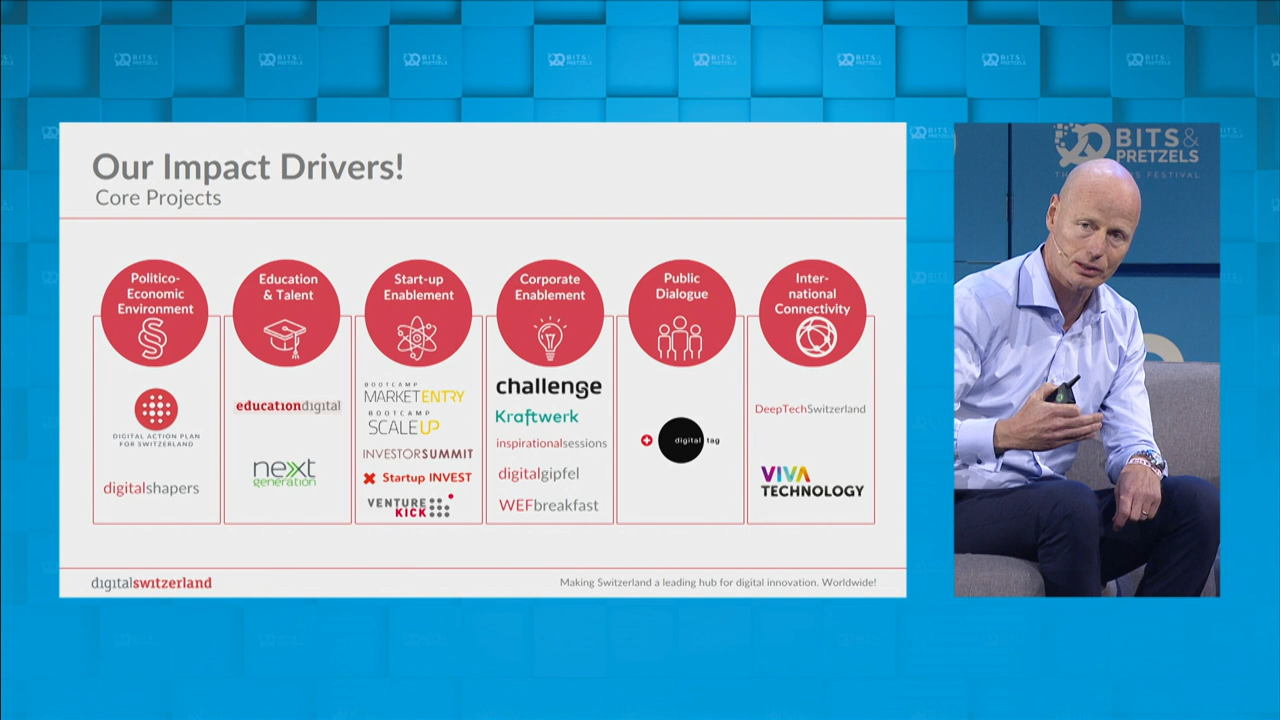 BITS&
PRETZELS
Our Impact Drivers!
Core Projects
Politico-
Economic
Environment
Education
& Talent
Start-up
Enablement
Corporate
Enablement
Public
Dialogue
Inter-
national
Connectivity
DIGITAL ACTION PLAN
FOR SWITZERLAND
digitalshapers
educationdigital
next
generation
BOOTCAMP
MARKETENTRY
BOOTCAMP
SCALEUP
INVESTORSUMMIT
Startup INVEST
VENTURE
KICK
challenge
Kraftwerk
inspirationalsessions
digitalgipfel
WEFbreakfast
digital tag
DeepTechSwitzerland
VIVA
TECHNOLOGY
digitalswitzerland
Making Switzerland a leading hub for digital innovation. Worldwide!
BITS&
PRETZELS
FESTIVAL